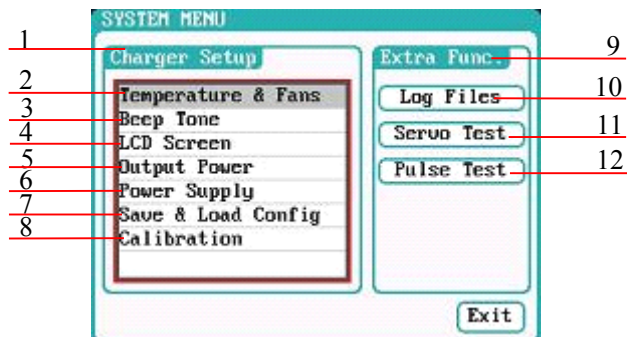 SYSTEM MENU
1 Charger Setup
2 Temperature & Fans
3 Beep Tone
4 LCD Screen
5 Output Power
6 Power Supply
7 Save & Load Config
8 Calibration
Extra Func. 9
Log Files 10
Servo Test 11
Pulse Test 12
Exit